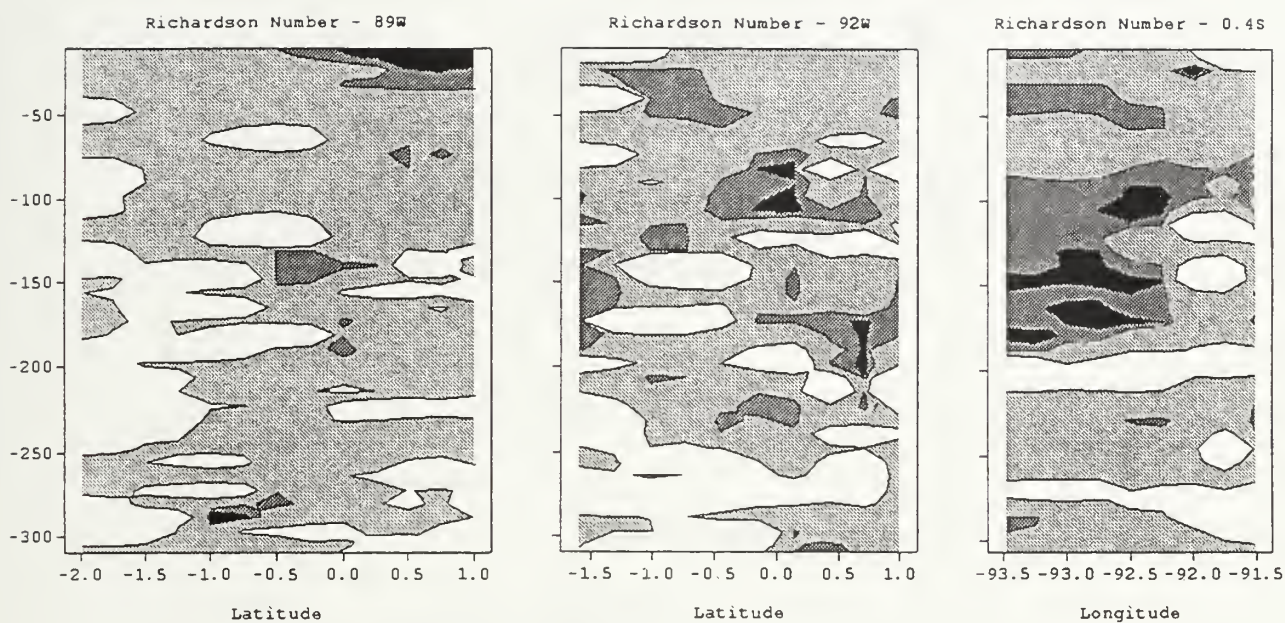 Richardson Number - 89W
Richardson Number - 92W
Richardson Number - 0.4S
-50
-100
-150
-200
-250
-300
-2.0 -1.5 -1.0 -0.5 0.0 0.5 1.0
-1.5 -1.0 -0.5 0.0 0.5 1.0
-93.5 -93.0 -92.5 -92.0 -91.5
Latitude
Latitude
Longitude